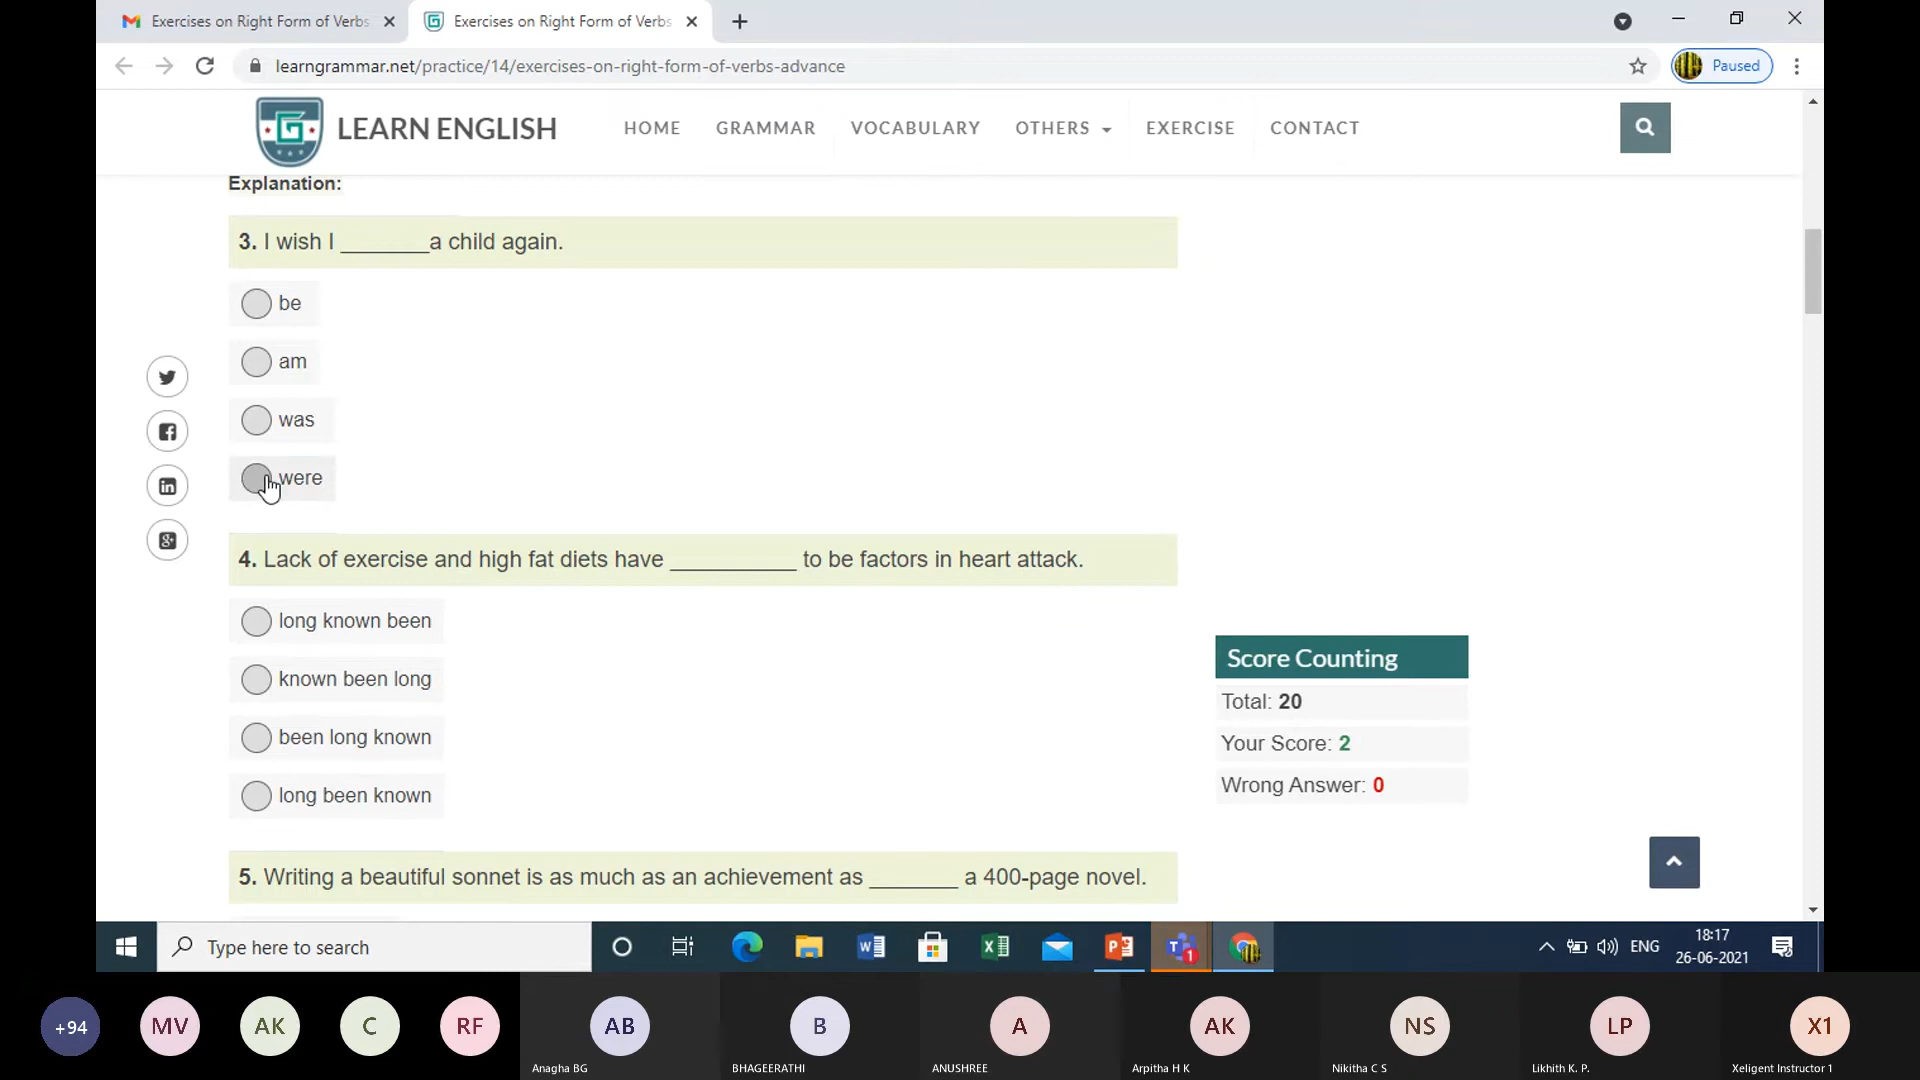 Exercises on Right Form of Verbs
Exercises on Right Form of Verbs
learngrammar.net/practice/14/exercises-on-right-form-of-verbs-advance
Paused
G
LEARN ENGLISH
HOME
GRAMMAR
VOCABULARY
OTHERS
EXERCISE
CONTACT
Explanation:
3. I wish I ________a child again.
be
am
was
were
4. Lack of exercise and high fat diets have ___________ to be factors in heart attack.
long known been
known been long
been long known
long been known
5. Writing a beautiful sonnet is as much as an achievement as ________ a 400-page novel.
Score Counting
Total: 20
Your Score: 2
Wrong Answer: 0
Type here to search
1
ENG
18:17
26-06-2021
+94
MV
AK
C
RF
AB
B
A
AK
NS
LP
X1
Anagha BG
BHAGEERATHI
ANUSHREE
Arpitha H K
Nikitha C S
Likhith K. P.
Xeligent Instructor 1